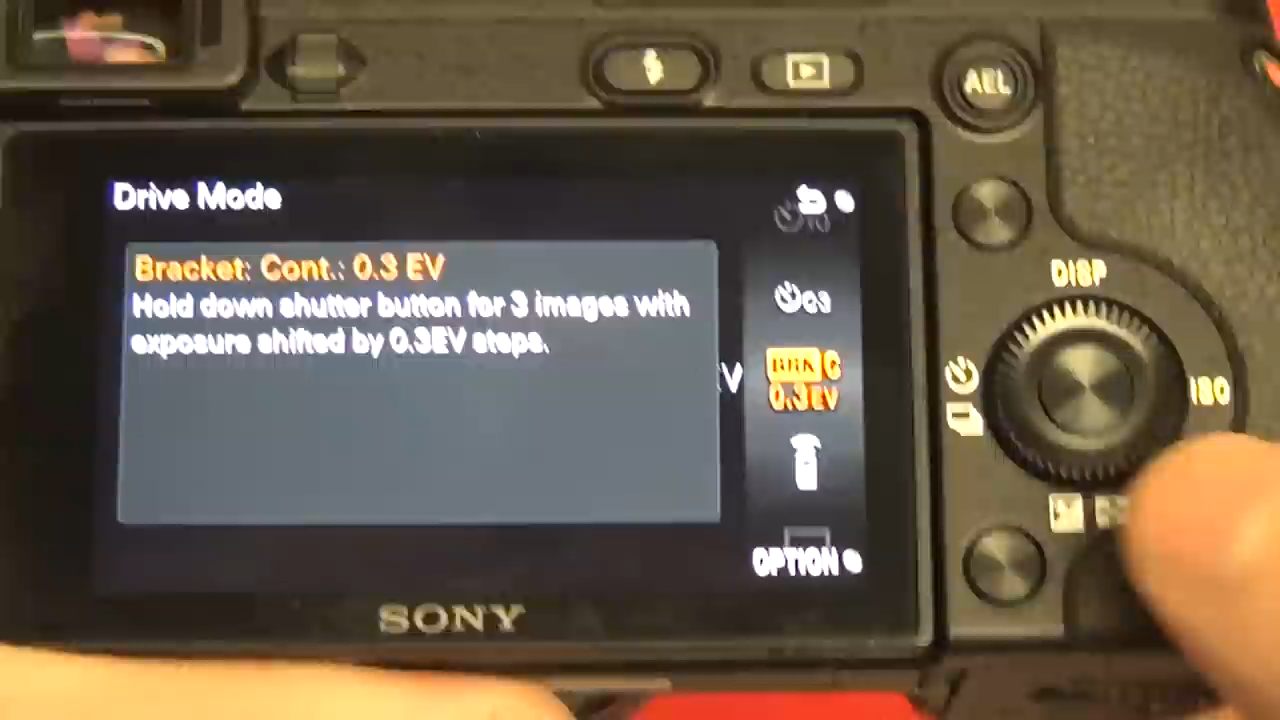 AEL
Drive Mode
DISP
Bracket: Cont.: 0.3 EV
Hold down shutter button for 3 images with
exposure shifted by 0.3EV steps.
BRK C
0.3EV
ISO
OPTION
SONY